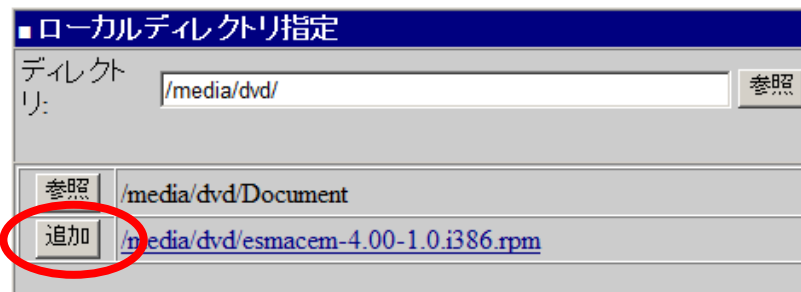 ■ローカルディレクトリ指定
ディレクト
リ:
/media/dvd/
参照
参照 /media/dvd/Document
追加 /media/dvd/esmacem-4.00-1.0.i386.rpm